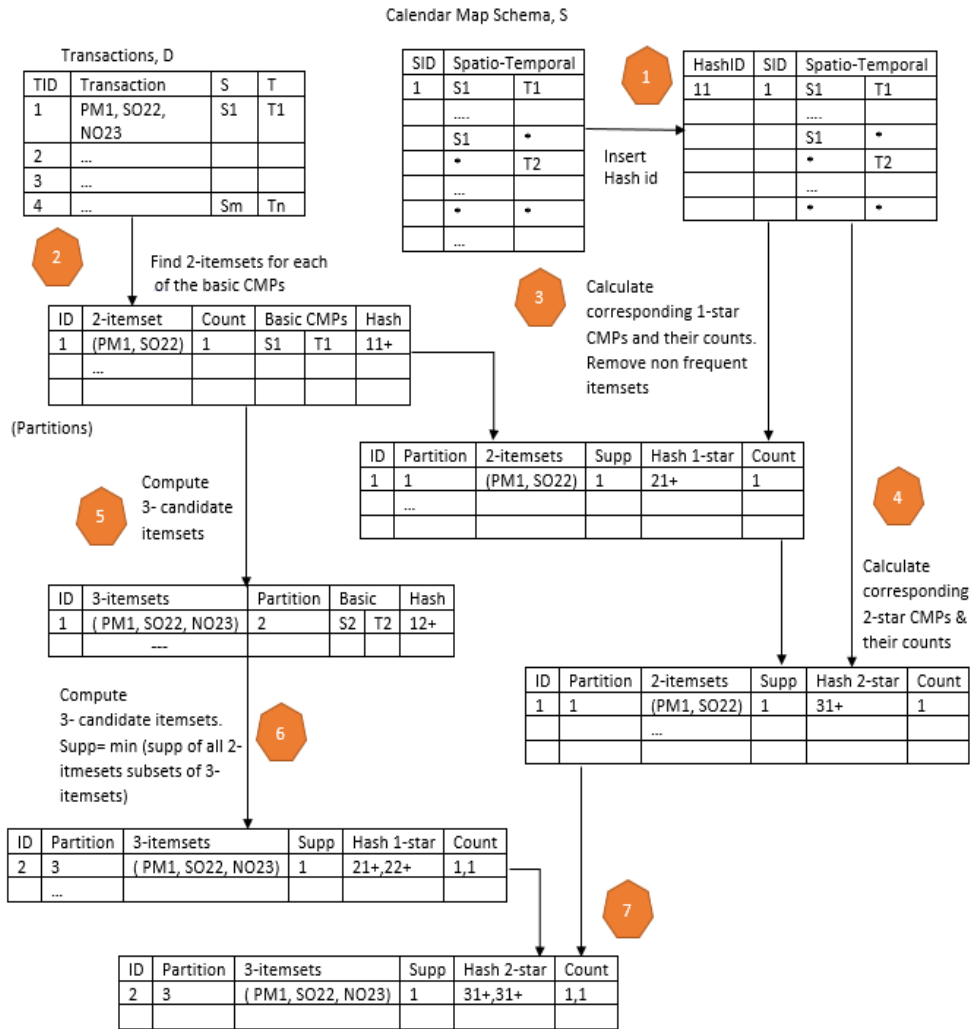 Calendar Map Schema, S
Transactions, D
TID Transaction S T
1 PM1, SO22, S1 T1
NO23
2 ...
3 ...
4 ... Sm Tn
SID Spatio-Temporal
1 S1 T1
....
S1 *
* T2
...
* *
...
1
Insert
Hash id
HashID SID Spatio-Temporal
11 1 S1 T1
....
S1 *
* T2
...
* *
2
Find 2-itemsets for each
of the basic CMPs
ID 2-itemset Count Basic CMPs Hash
1 (PM1, SO22) 1 S1 T1 11+
...
(Partitions)
3
Calculate
corresponding 1-star
CMPs and their counts.
Remove non frequent
itemsets
ID Partition 2-itemsets Supp Hash 1-star Count
1 1 (PM1, SO22) 1 21+ 1
...
4
Calculate
corresponding
2-star CMPs &
their counts
5
Compute
3- candidate
itemsets
ID 3-itemsets Partition Basic Hash
1 ( PM1, SO22, NO23) 2 S2 T2 12+
---
ID Partition 2-itemsets Supp Hash 2-star Count
1 1 (PM1, SO22) 1 31+ 1
...
6
Compute
3- candidate itemsets.
Supp= min (supp of all 2-
itmesets subsets of 3-
itemsets)
ID Partition 3-itemsets Supp Hash 1-star Count
2 3 ( PM1, SO22, NO23) 1 21+,22+ 1,1
...
7
ID Partition 3-itemsets Supp Hash 2-star Count
2 3 ( PM1, SO22, NO23) 1 31+,31+ 1,1